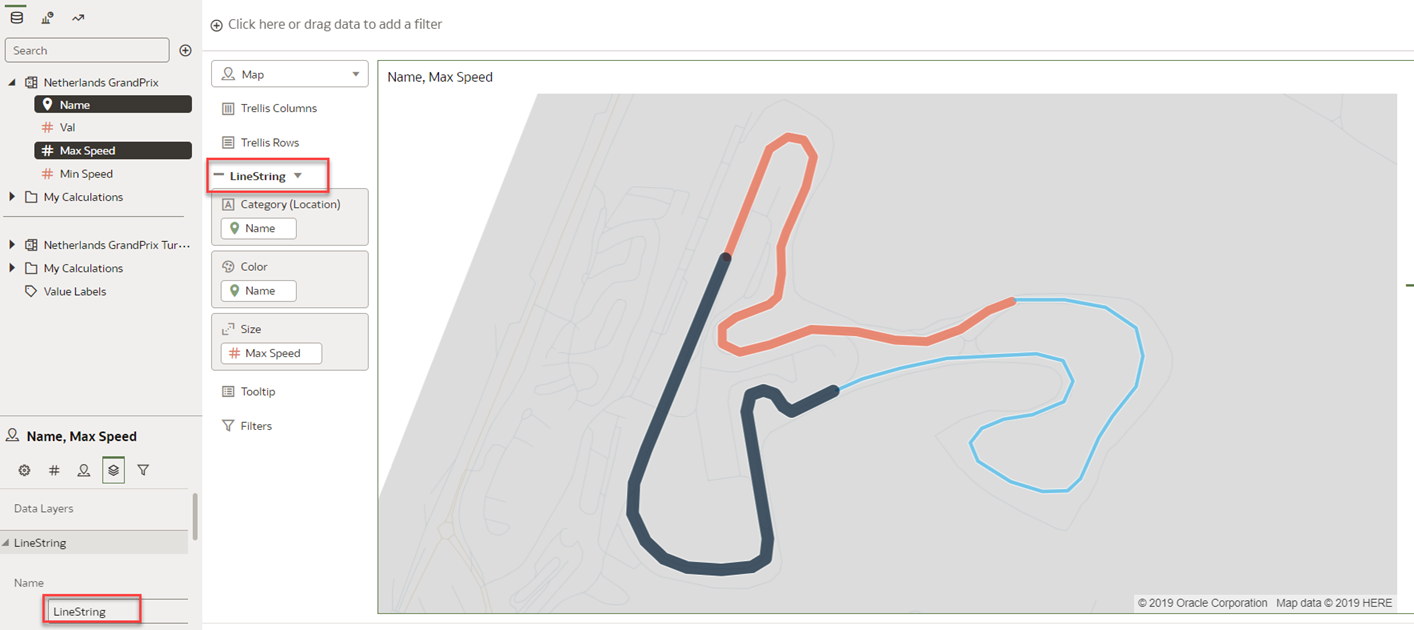 Search
Netherlands GrandPrix
Name
Val
Max Speed
Min Speed
My Calculations
Netherlands GrandPrix Tur...
My Calculations
Value Labels
Name, Max Speed
Data Layers
LineString
Name
LineString
Click here or drag data to add a filter
Map
Trellis Columns
Trellis Rows
LineString
A Category (Location)
Name
Color
Name
Size
# Max Speed
Tooltip
Filters
Name, Max Speed
© 2019 Oracle Corporation Map data © 2019 HERE